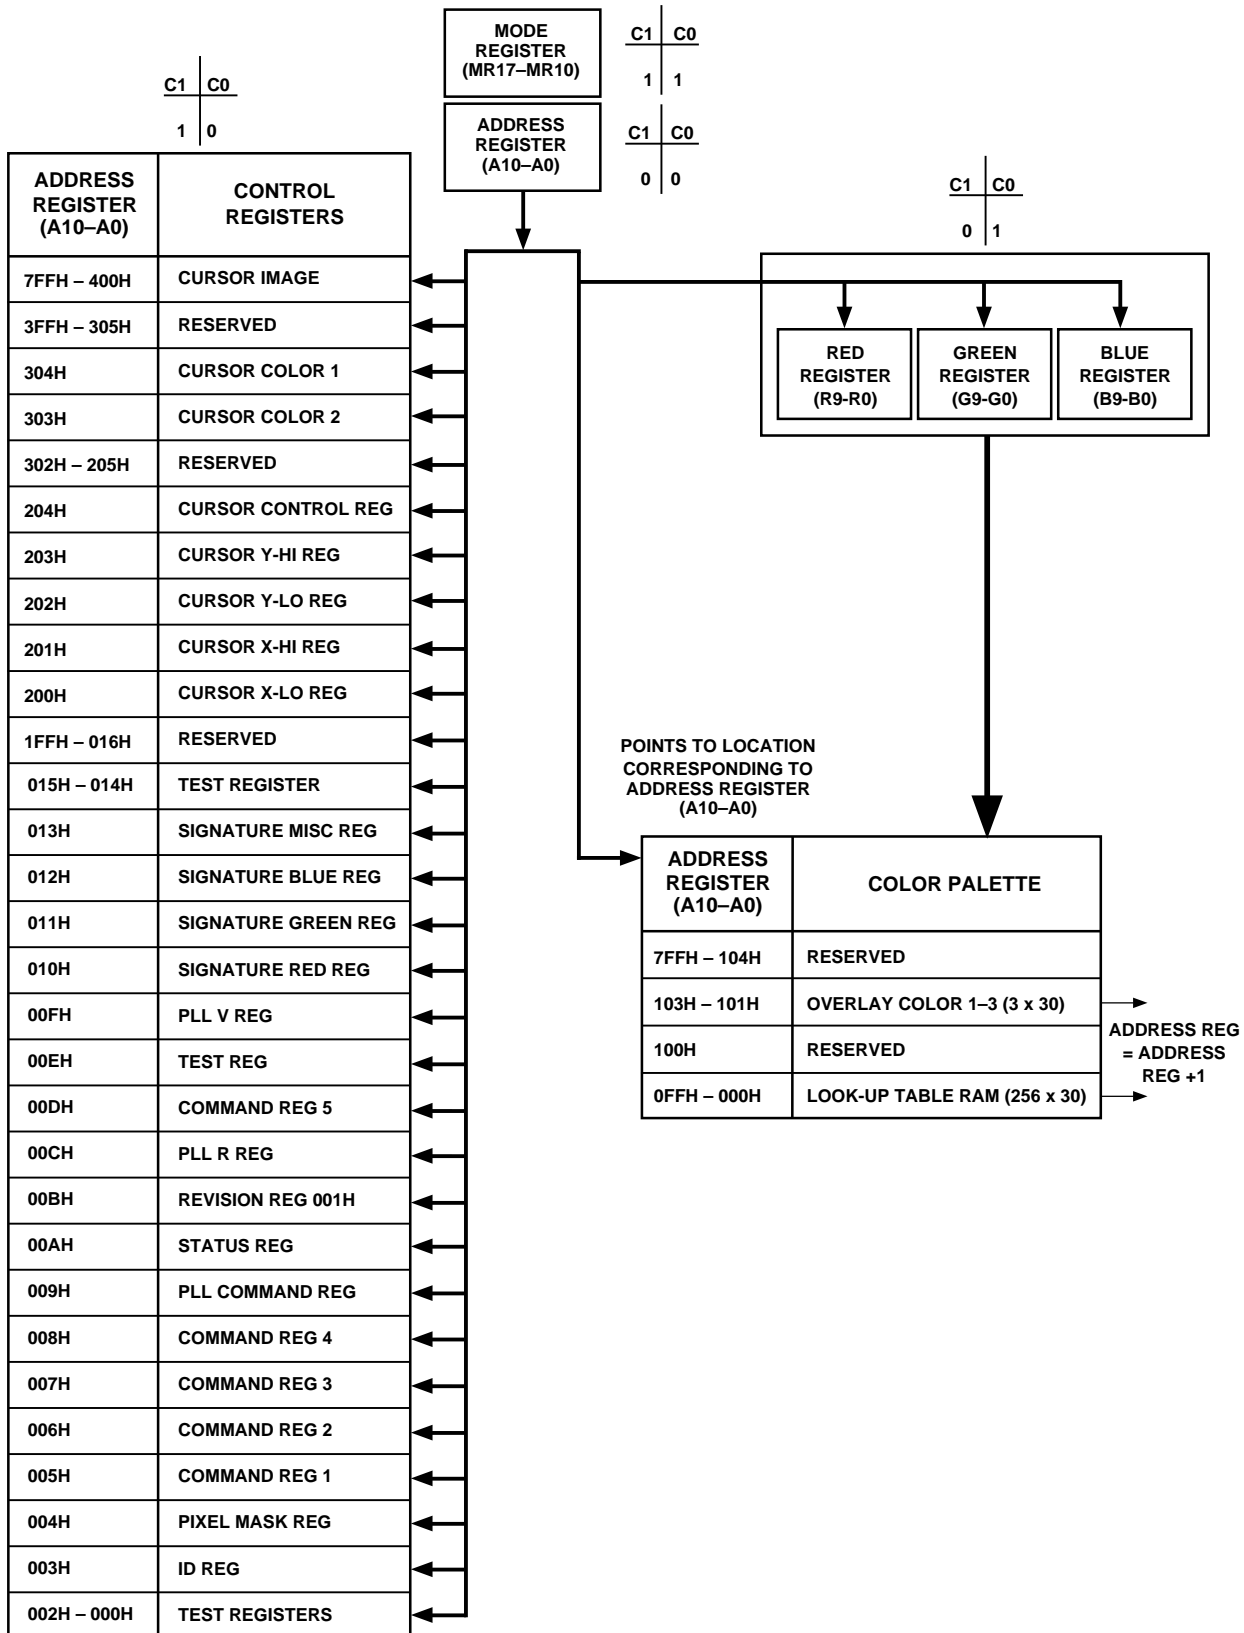 MODE
REGISTER
(MR17–MR10)
C1 C0
1 1
ADDRESS
REGISTER
(A10–A0)
C1 C0
0 0
C1 C0
1 0
ADDRESS
REGISTER
(A10–A0)
CONTROL
REGISTERS
7FFH – 400H CURSOR IMAGE
3FFH – 305H RESERVED
304H CURSOR COLOR 1
303H CURSOR COLOR 2
302H – 205H RESERVED
204H CURSOR CONTROL REG
203H CURSOR Y-HI REG
202H CURSOR Y-LO REG
201H CURSOR X-HI REG
200H CURSOR X-LO REG
1FFH – 016H RESERVED
015H – 014H TEST REGISTER
013H SIGNATURE MISC REG
012H SIGNATURE BLUE REG
011H SIGNATURE GREEN REG
010H SIGNATURE RED REG
00FH PLL V REG
00EH TEST REG
00DH COMMAND REG 5
00CH PLL R REG
00BH REVISION REG 001H
00AH STATUS REG
009H PLL COMMAND REG
008H COMMAND REG 4
007H COMMAND REG 3
006H COMMAND REG 2
005H COMMAND REG 1
004H PIXEL MASK REG
003H ID REG
002H – 000H TEST REGISTERS
C1 C0
0 1
RED
REGISTER
(R9-R0)
GREEN
REGISTER
(G9-G0)
BLUE
REGISTER
(B9-B0)
POINTS TO LOCATION
CORRESPONDING TO
ADDRESS REGISTER
(A10–A0)
ADDRESS
REGISTER
(A10–A0)
COLOR PALETTE
7FFH – 104H RESERVED
103H – 101H OVERLAY COLOR 1–3 (3 x 30)
100H RESERVED
0FFH – 000H LOOK-UP TABLE RAM (256 x 30)
ADDRESS REG
= ADDRESS
REG +1